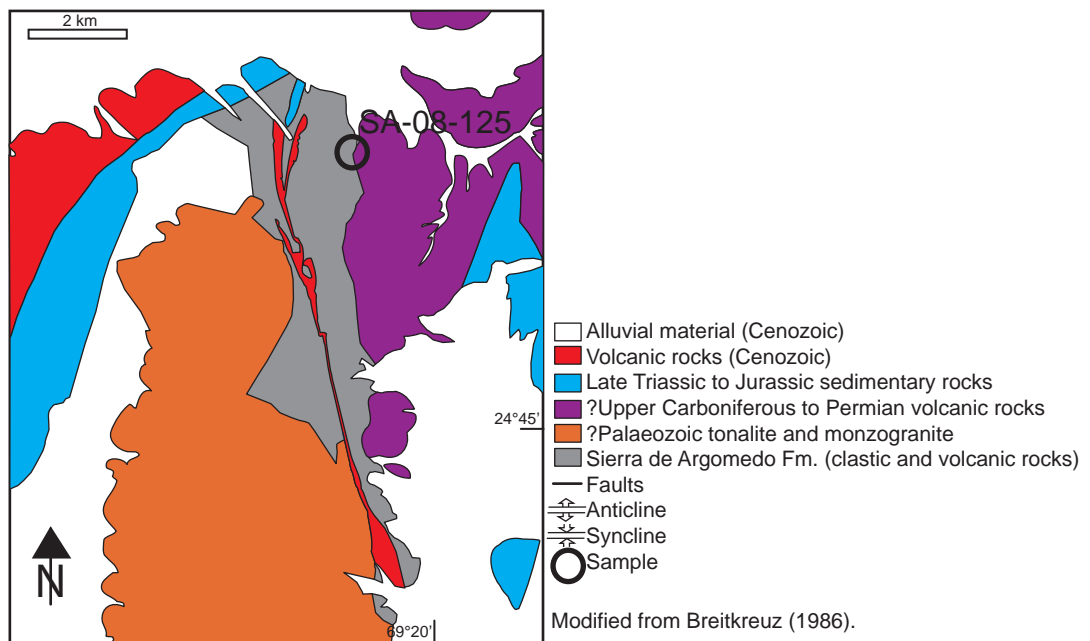 2 km
SA-08-125
24°45'
69°20'
N
Alluvial material (Cenozoic)
Volcanic rocks (Cenozoic)
Late Triassic to Jurassic sedimentary rocks
?Upper Carboniferous to Permian volcanic rocks
?Palaeozoic tonalite and monzogranite
Sierra de Argomedo Fm. (clastic and volcanic rocks)
Faults
Anticline
Syncline
Sample
Modified from Breitkreuz (1986).